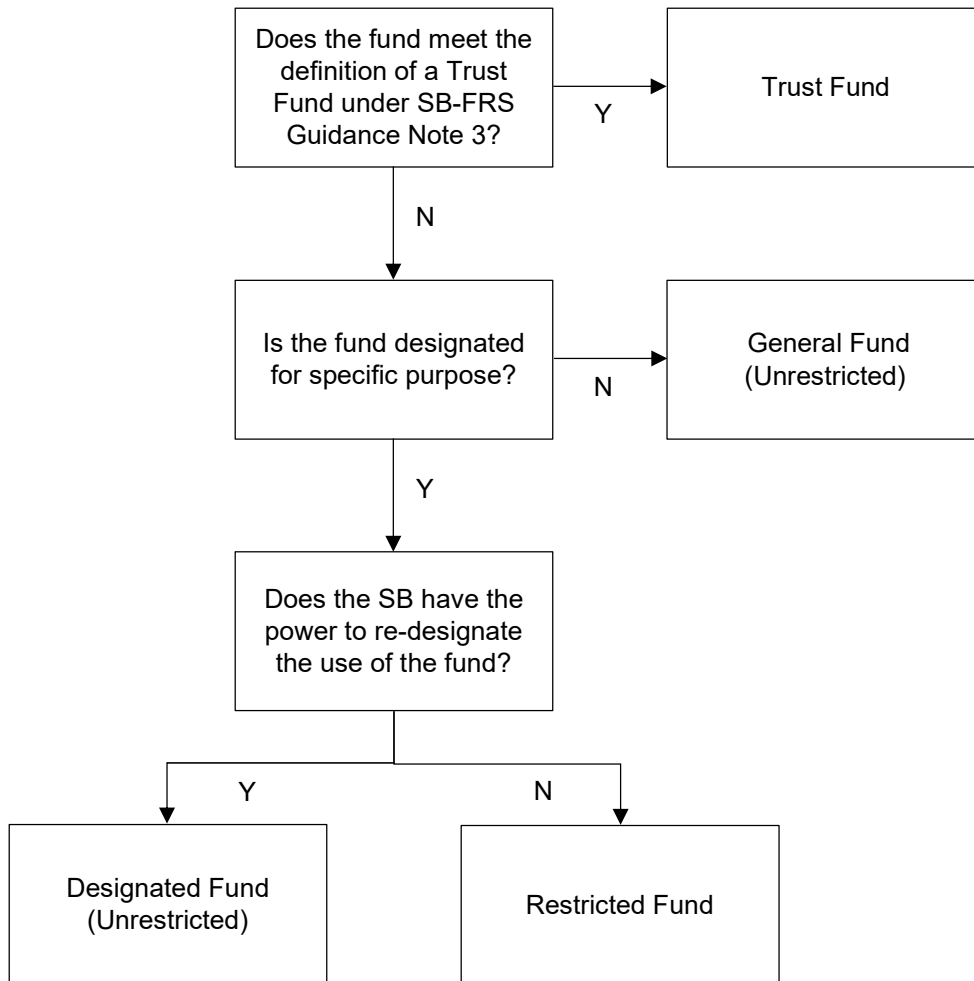 Does the fund meet the
definition of a Trust
Fund under SB-FRS
Guidance Note 3?
Y
Trust Fund
N
Is the fund designated
for specific purpose?
N
General Fund
(Unrestricted)
Y
Does the SB have the
power to re-designate
the use of the fund?
Y
N
Designated Fund
(Unrestricted)
Restricted Fund